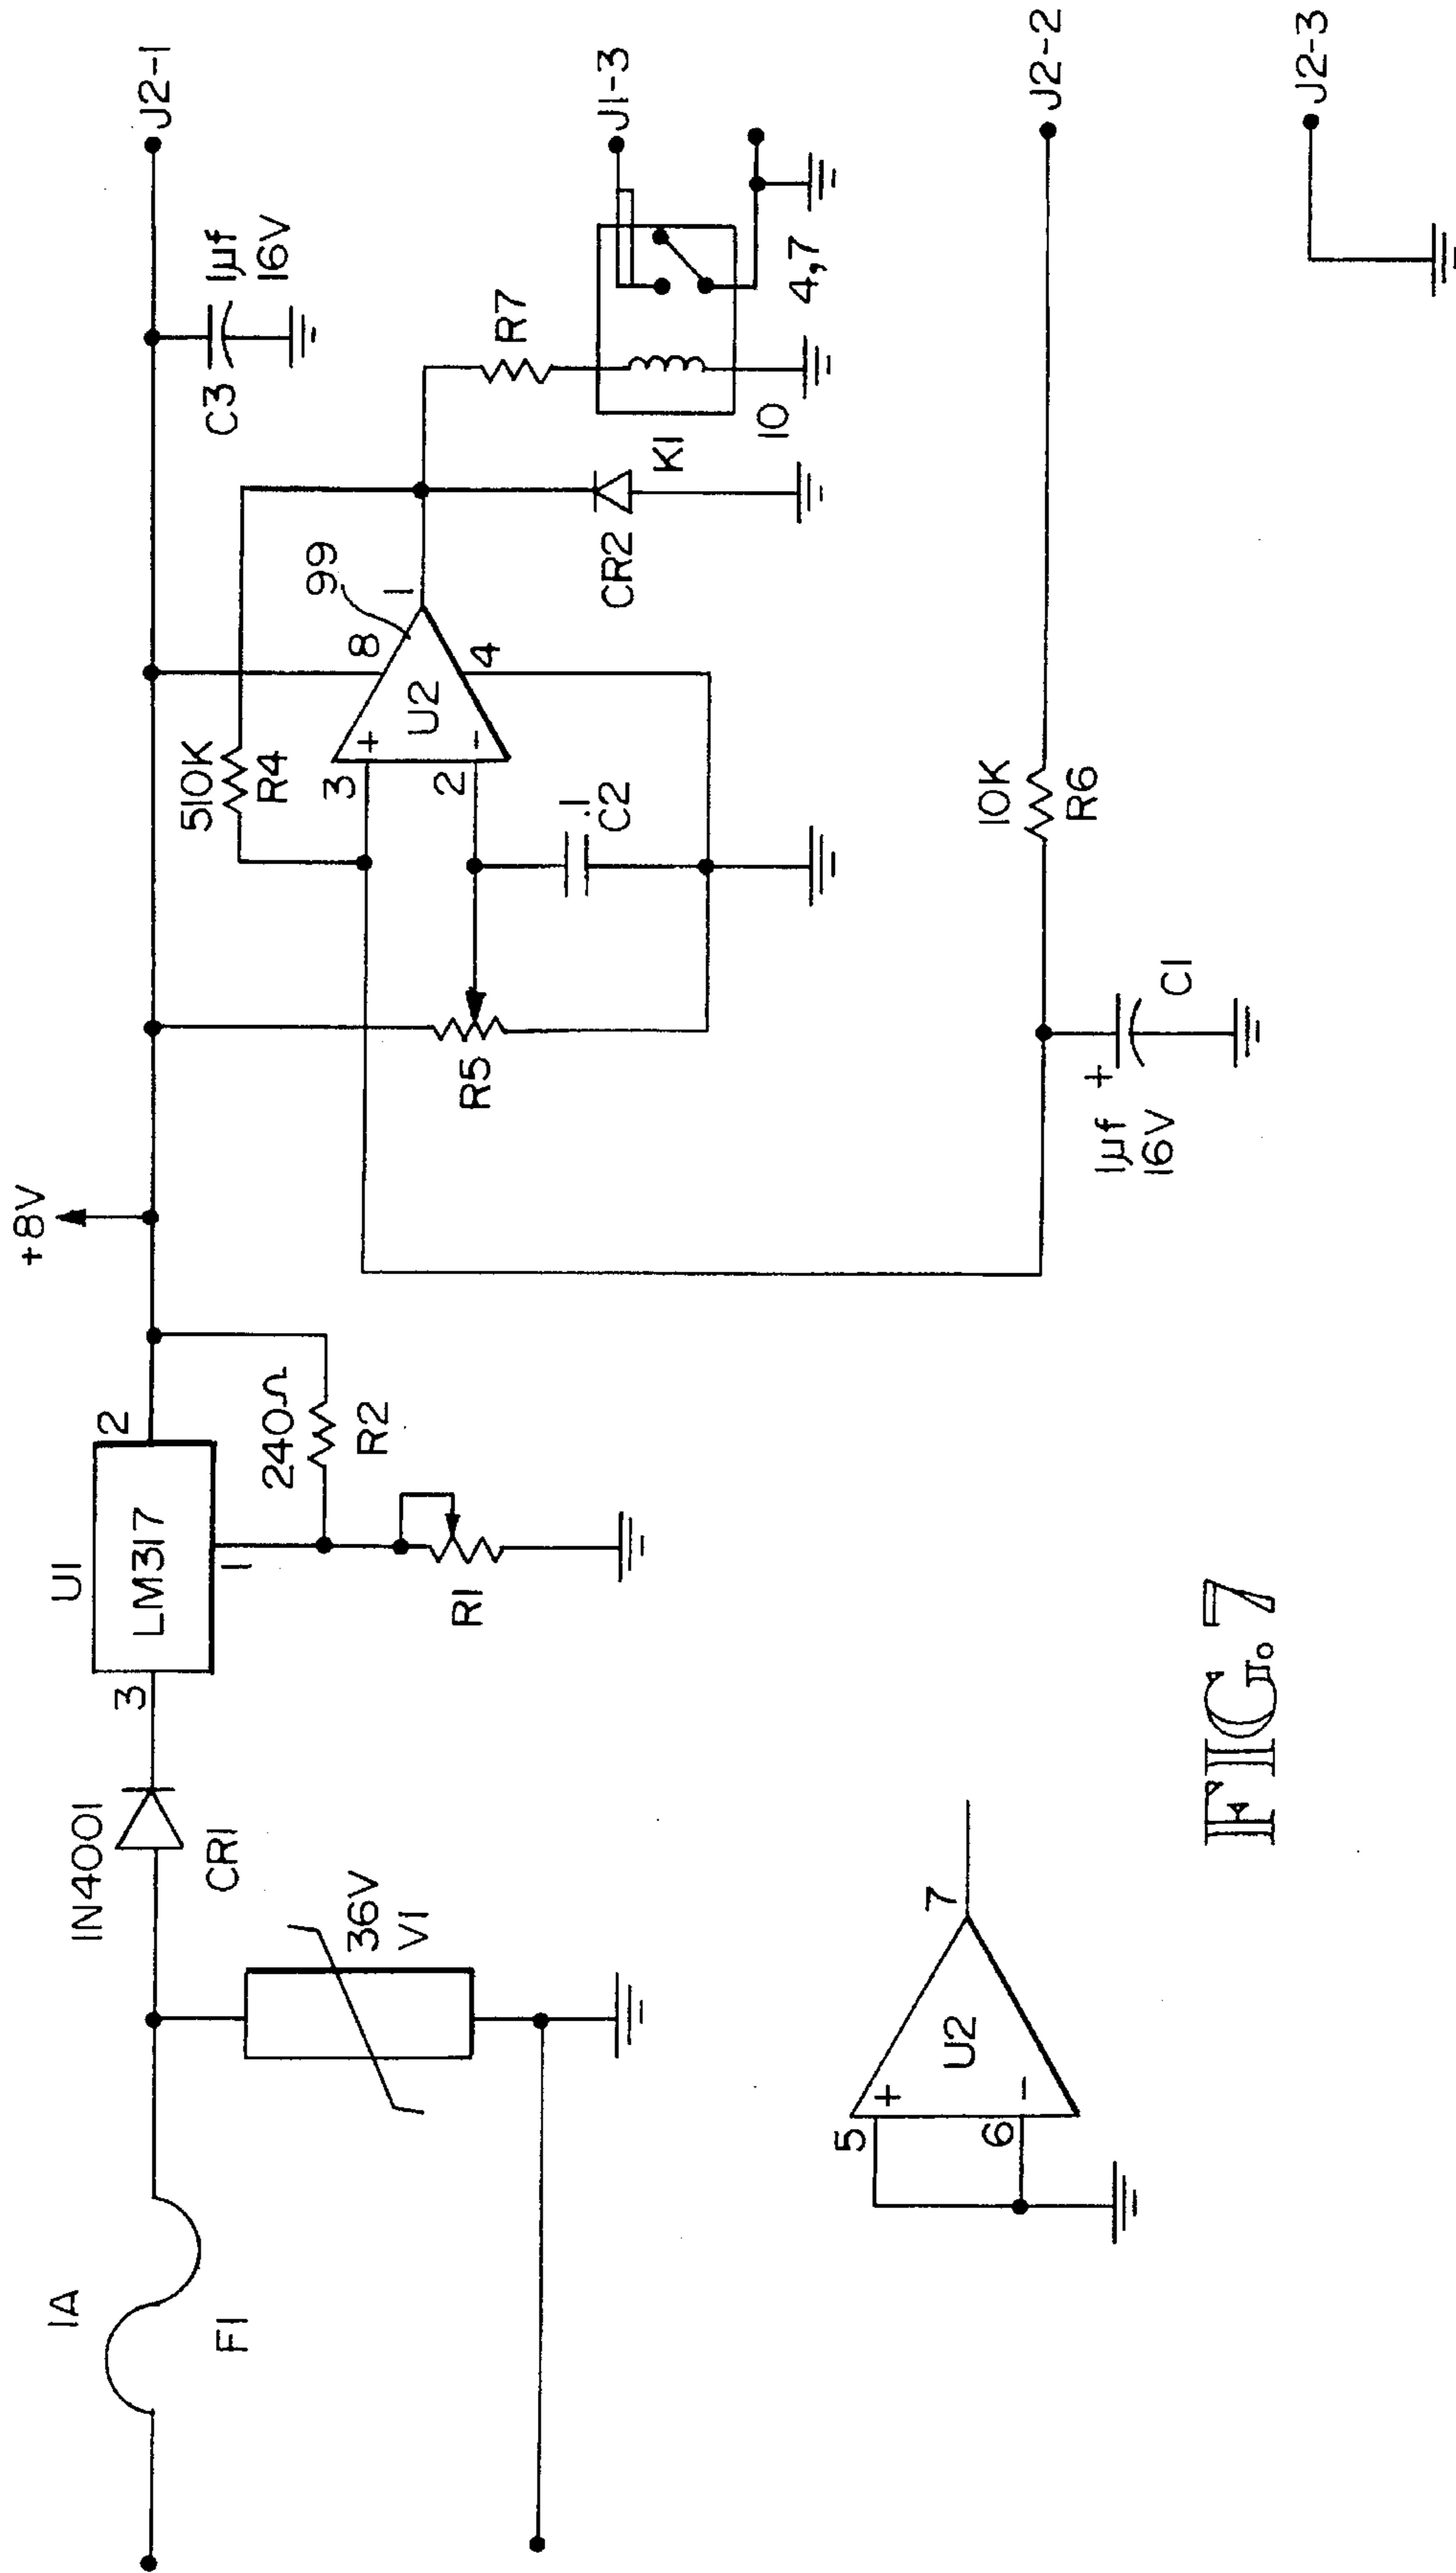 1A
F1
36V
V1
1N4001
CR1
U1
LM317
3
2
1
240Ω
R2
R1
+8V
R5
510K
R4
3
2
+
-
U2
8
4
1
99
.1
C2
C3
1µf
16V
J2-1
R7
CR2
K1
10
4,7
J1-3
10K
R6
J2-2
+
1µf
16V
C1
J2-3
5
6
+
-
U2
7
FIG. 7